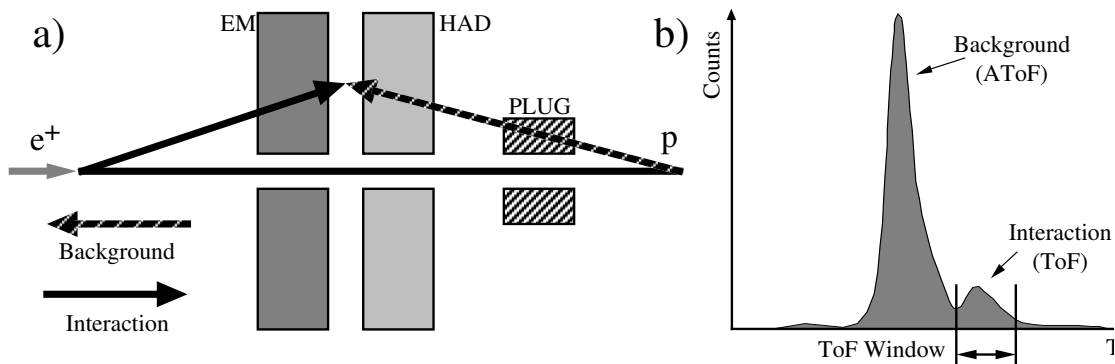 a)
EM
HAD
PLUG
e+
p
Background
Interaction
b)
Counts
Background
(AToF)
Interaction
(ToF)
ToF Window
T